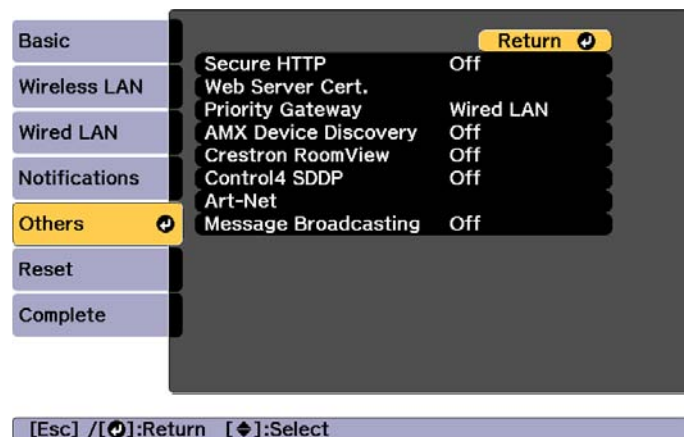 Basic
Wireless LAN
Wired LAN
Notifications
Others
Reset
Complete
Return
Secure HTTP Off
Web Server Cert.
Priority Gateway Wired LAN
AMX Device Discovery Off
Crestron RoomView Off
Control4 SDDP Off
Art-Net
Message Broadcasting Off
[Esc] /[ ]:Return [ ]:Select